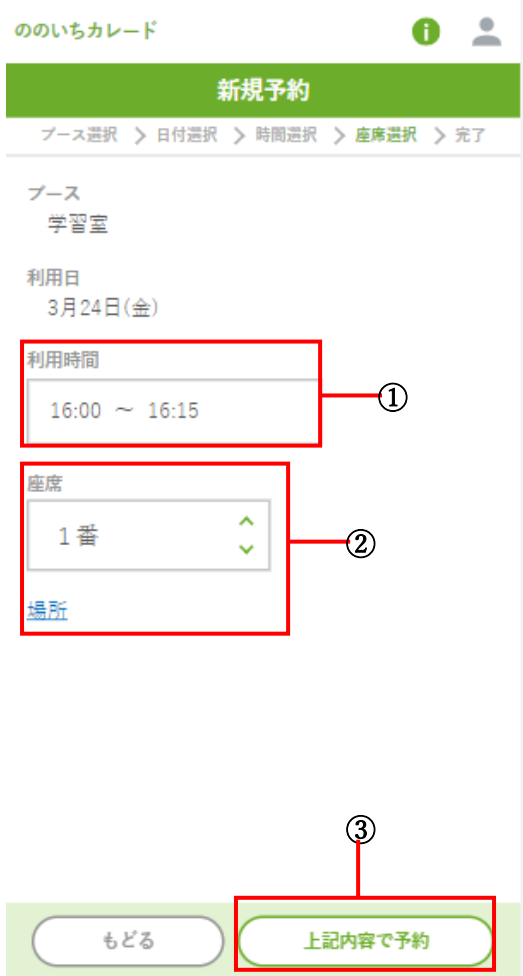 ののいちカレード
新規予約
ブース選択 > 日付選択 > 時間選択 > 座席選択 > 完了
ブース
学習室
利用日
3月24日(金)
利用時間
16:00 ～ 16:15
①
座席
1番
②
場所
③
もどる 上記内容で予約